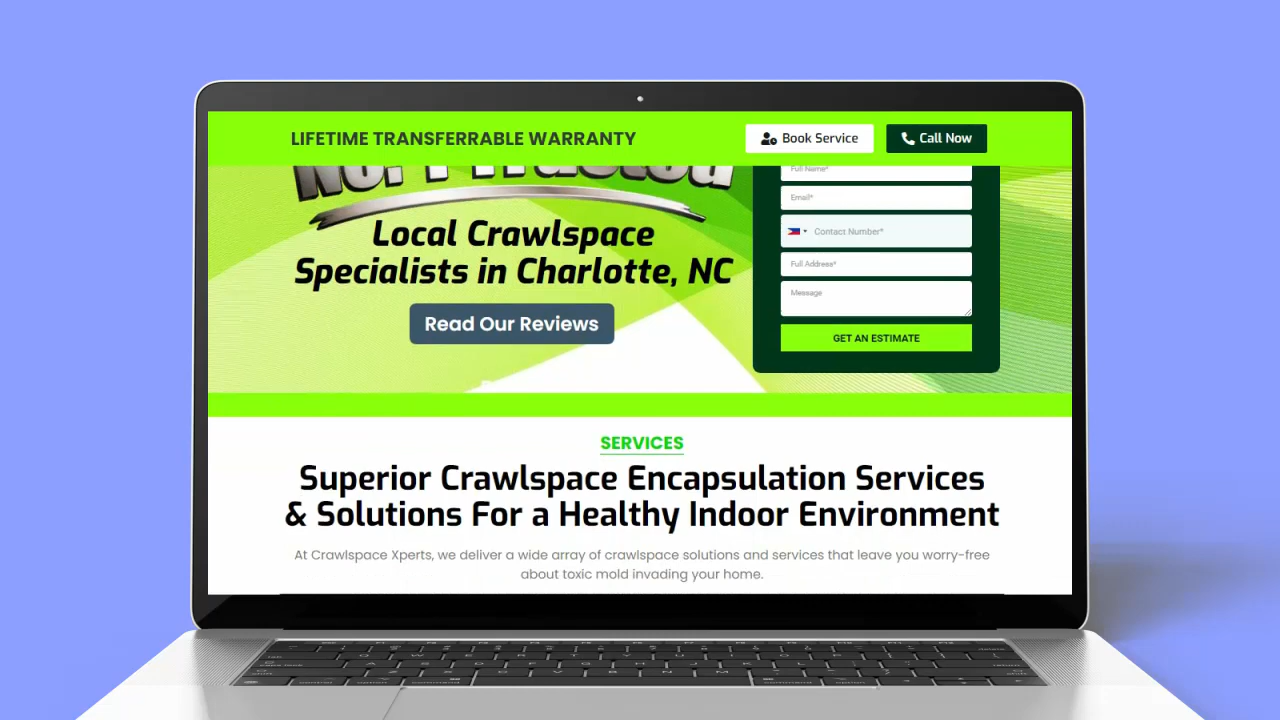 LIFETIME TRANSFERRABLE WARRANTY
Book Service
Call Now
No.1 Trusted
Local Crawlspace
Specialists in Charlotte, NC
Read Our Reviews
Full Name*
Email*
Contact Number*
Full Address*
Message
GET AN ESTIMATE
SERVICES
Superior Crawlspace Encapsulation Services
& Solutions For a Healthy Indoor Environment
At Crawlspace Xperts, we deliver a wide array of crawlspace solutions and services that leave you worry-free
about toxic mold invading your home.